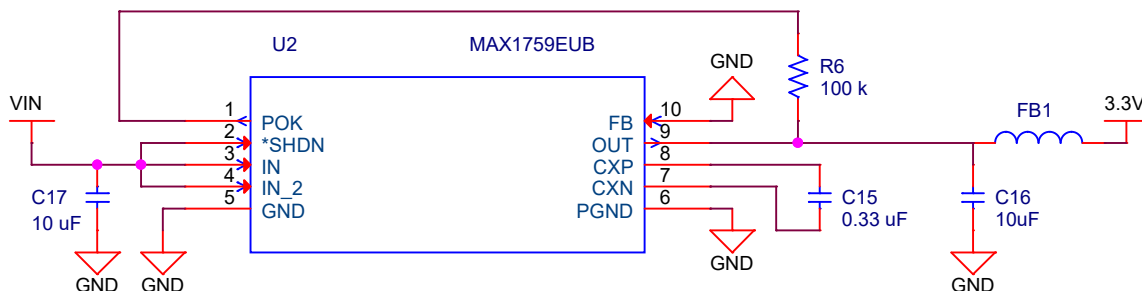 U2
MAX1759EUB
GND
R6
100 k
VIN
FB1
3.3V
1
POK
FB
10
2
*SHDN
OUT
9
3
IN
CXP
8
4
IN_2
CXN
7
5
GND
PGND
6
C17
10 uF
C15
0.33 uF
C16
10uF
GND
GND
GND
GND